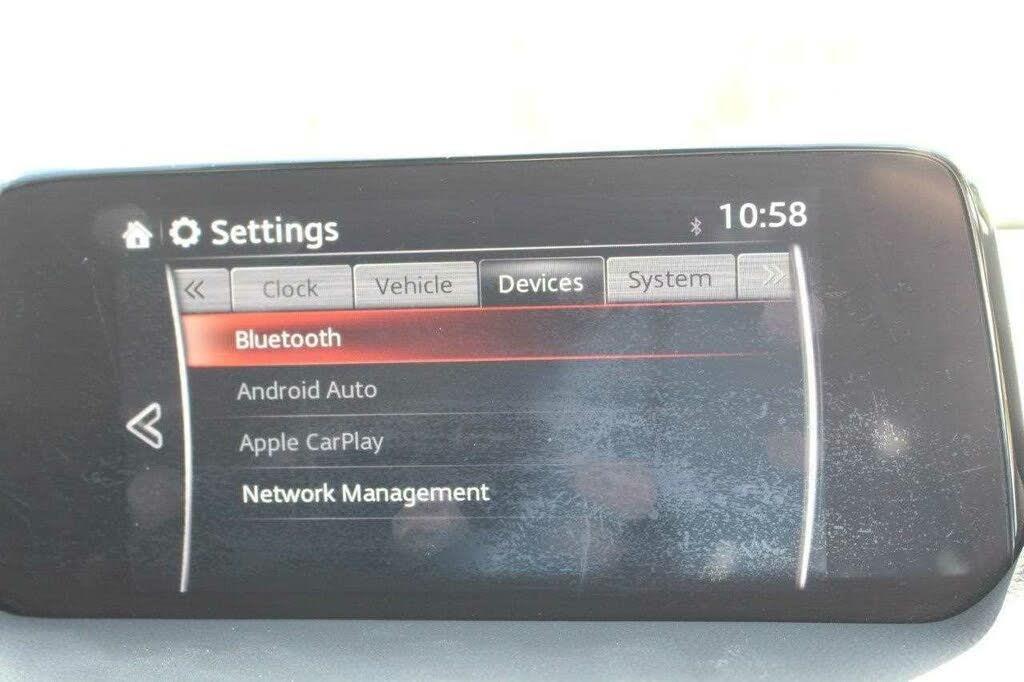 Settings 10:58
Clock Vehicle Devices System
Bluetooth
Android Auto
Apple CarPlay
Network Management